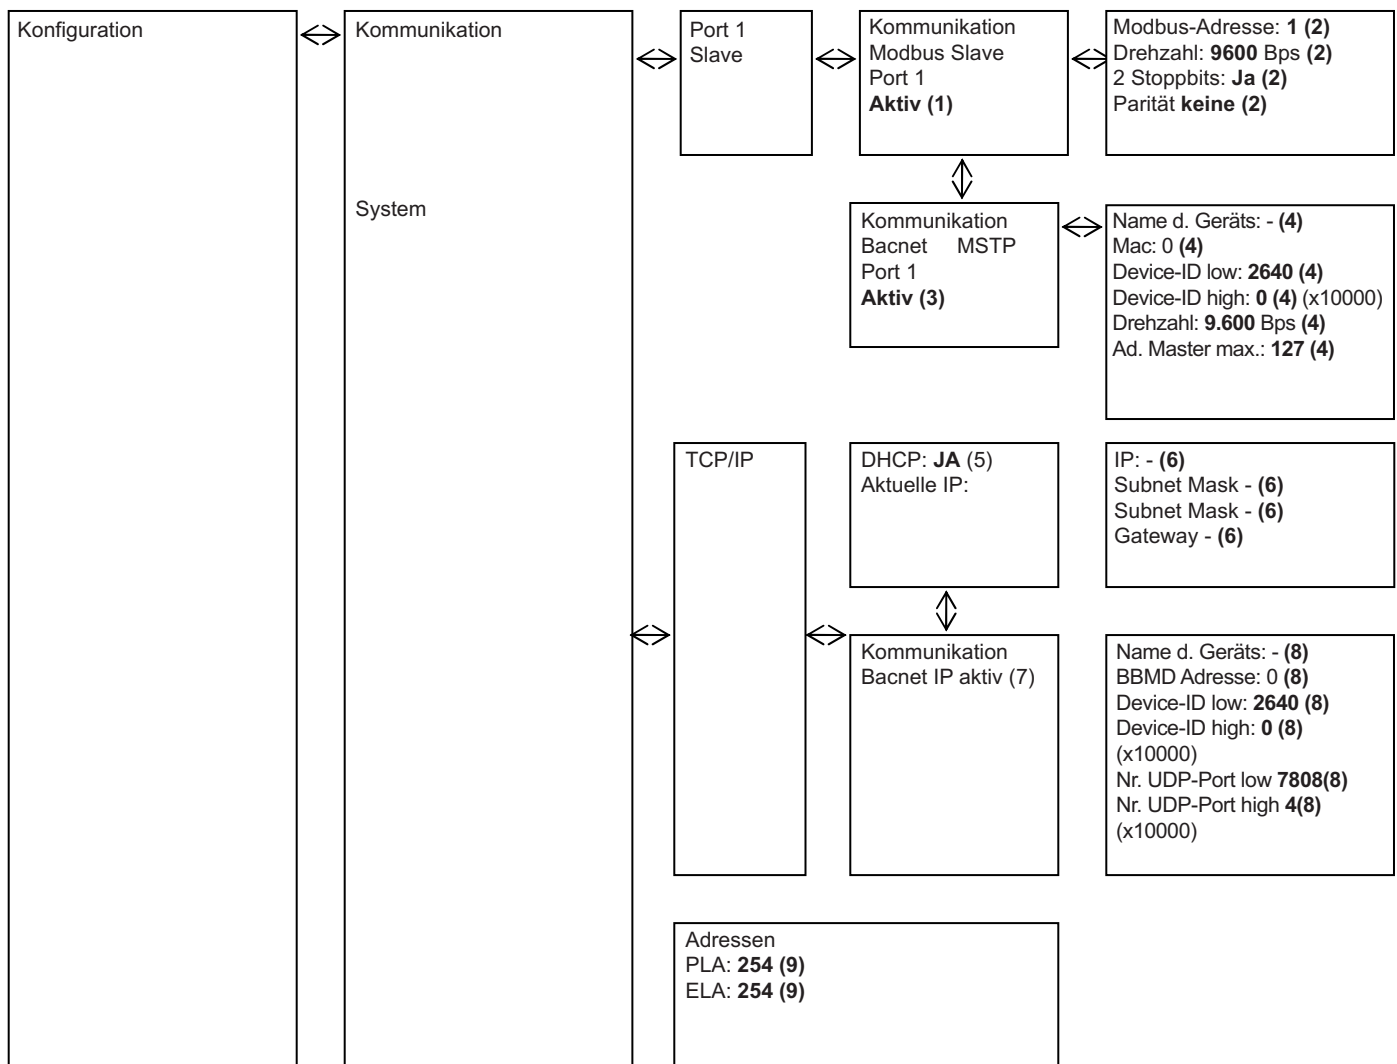 Konfiguration
Kommunikation
System
Port 1
Slave
Kommunikation
Modbus Slave
Port 1
Aktiv (1)
Modbus-Adresse: 1 (2)
Drehzahl: 9600 Bps (2)
2 Stoppbits: Ja (2)
Parität keine (2)
Kommunikation
Bacnet MSTP
Port 1
Aktiv (3)
Name d. Geräts: - (4)
Mac: 0 (4)
Device-ID low: 2640 (4)
Device-ID high: 0 (4) (x10000)
Drehzahl: 9.600 Bps (4)
Ad. Master max.: 127 (4)
TCP/IP
DHCP: JA (5)
Aktuelle IP:
IP: - (6)
Subnet Mask - (6)
Subnet Mask - (6)
Gateway - (6)
Kommunikation
Bacnet IP aktiv (7)
Name d. Geräts: - (8)
BBMD Adresse: 0 (8)
Device-ID low: 2640 (8)
Device-ID high: 0 (8)
(x10000)
Nr. UDP-Port low 7808(8)
Nr. UDP-Port high 4(8)
(x10000)
Adressen
PLA: 254 (9)
ELA: 254 (9)